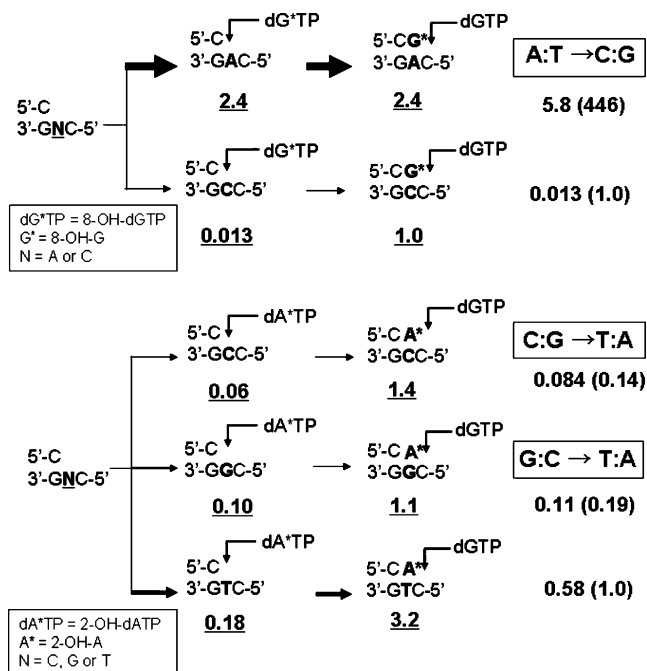 dG*TP
dGTP
5'-C
5'-CG*
3'-GAC-5'
3'-GAC-5'
A:T →C:G
2.4
2.4
5.8 (446)
5'-C
3'-GNC-5'
dG*TP
dGTP
5'-C
5'-CG*
3'-GCC-5'
3'-GCC-5'
0.013 (1.0)
0.013
1.0
dG*TP = 8-OH-dGTP
G* = 8-OH-G
N = A or C
dA*TP
dGTP
5'-C
5'-C A*
3'-GCC-5'
3'-GCC-5'
C:G →T:A
0.06
1.4
0.084 (0.14)
dA*TP
dGTP
5'-C
5'-C A*
3'-GGC-5'
3'-GGC-5'
G:C → T:A
0.10
1.1
0.11 (0.19)
5'-C
3'-GNC-5'
dA*TP
dGTP
5'-C
5'-C A*
3'-GTC-5'
3'-GTC-5'
0.58 (1.0)
0.18
3.2
dA*TP = 2-OH-dATP
A* = 2-OH-A
N = C, G or T